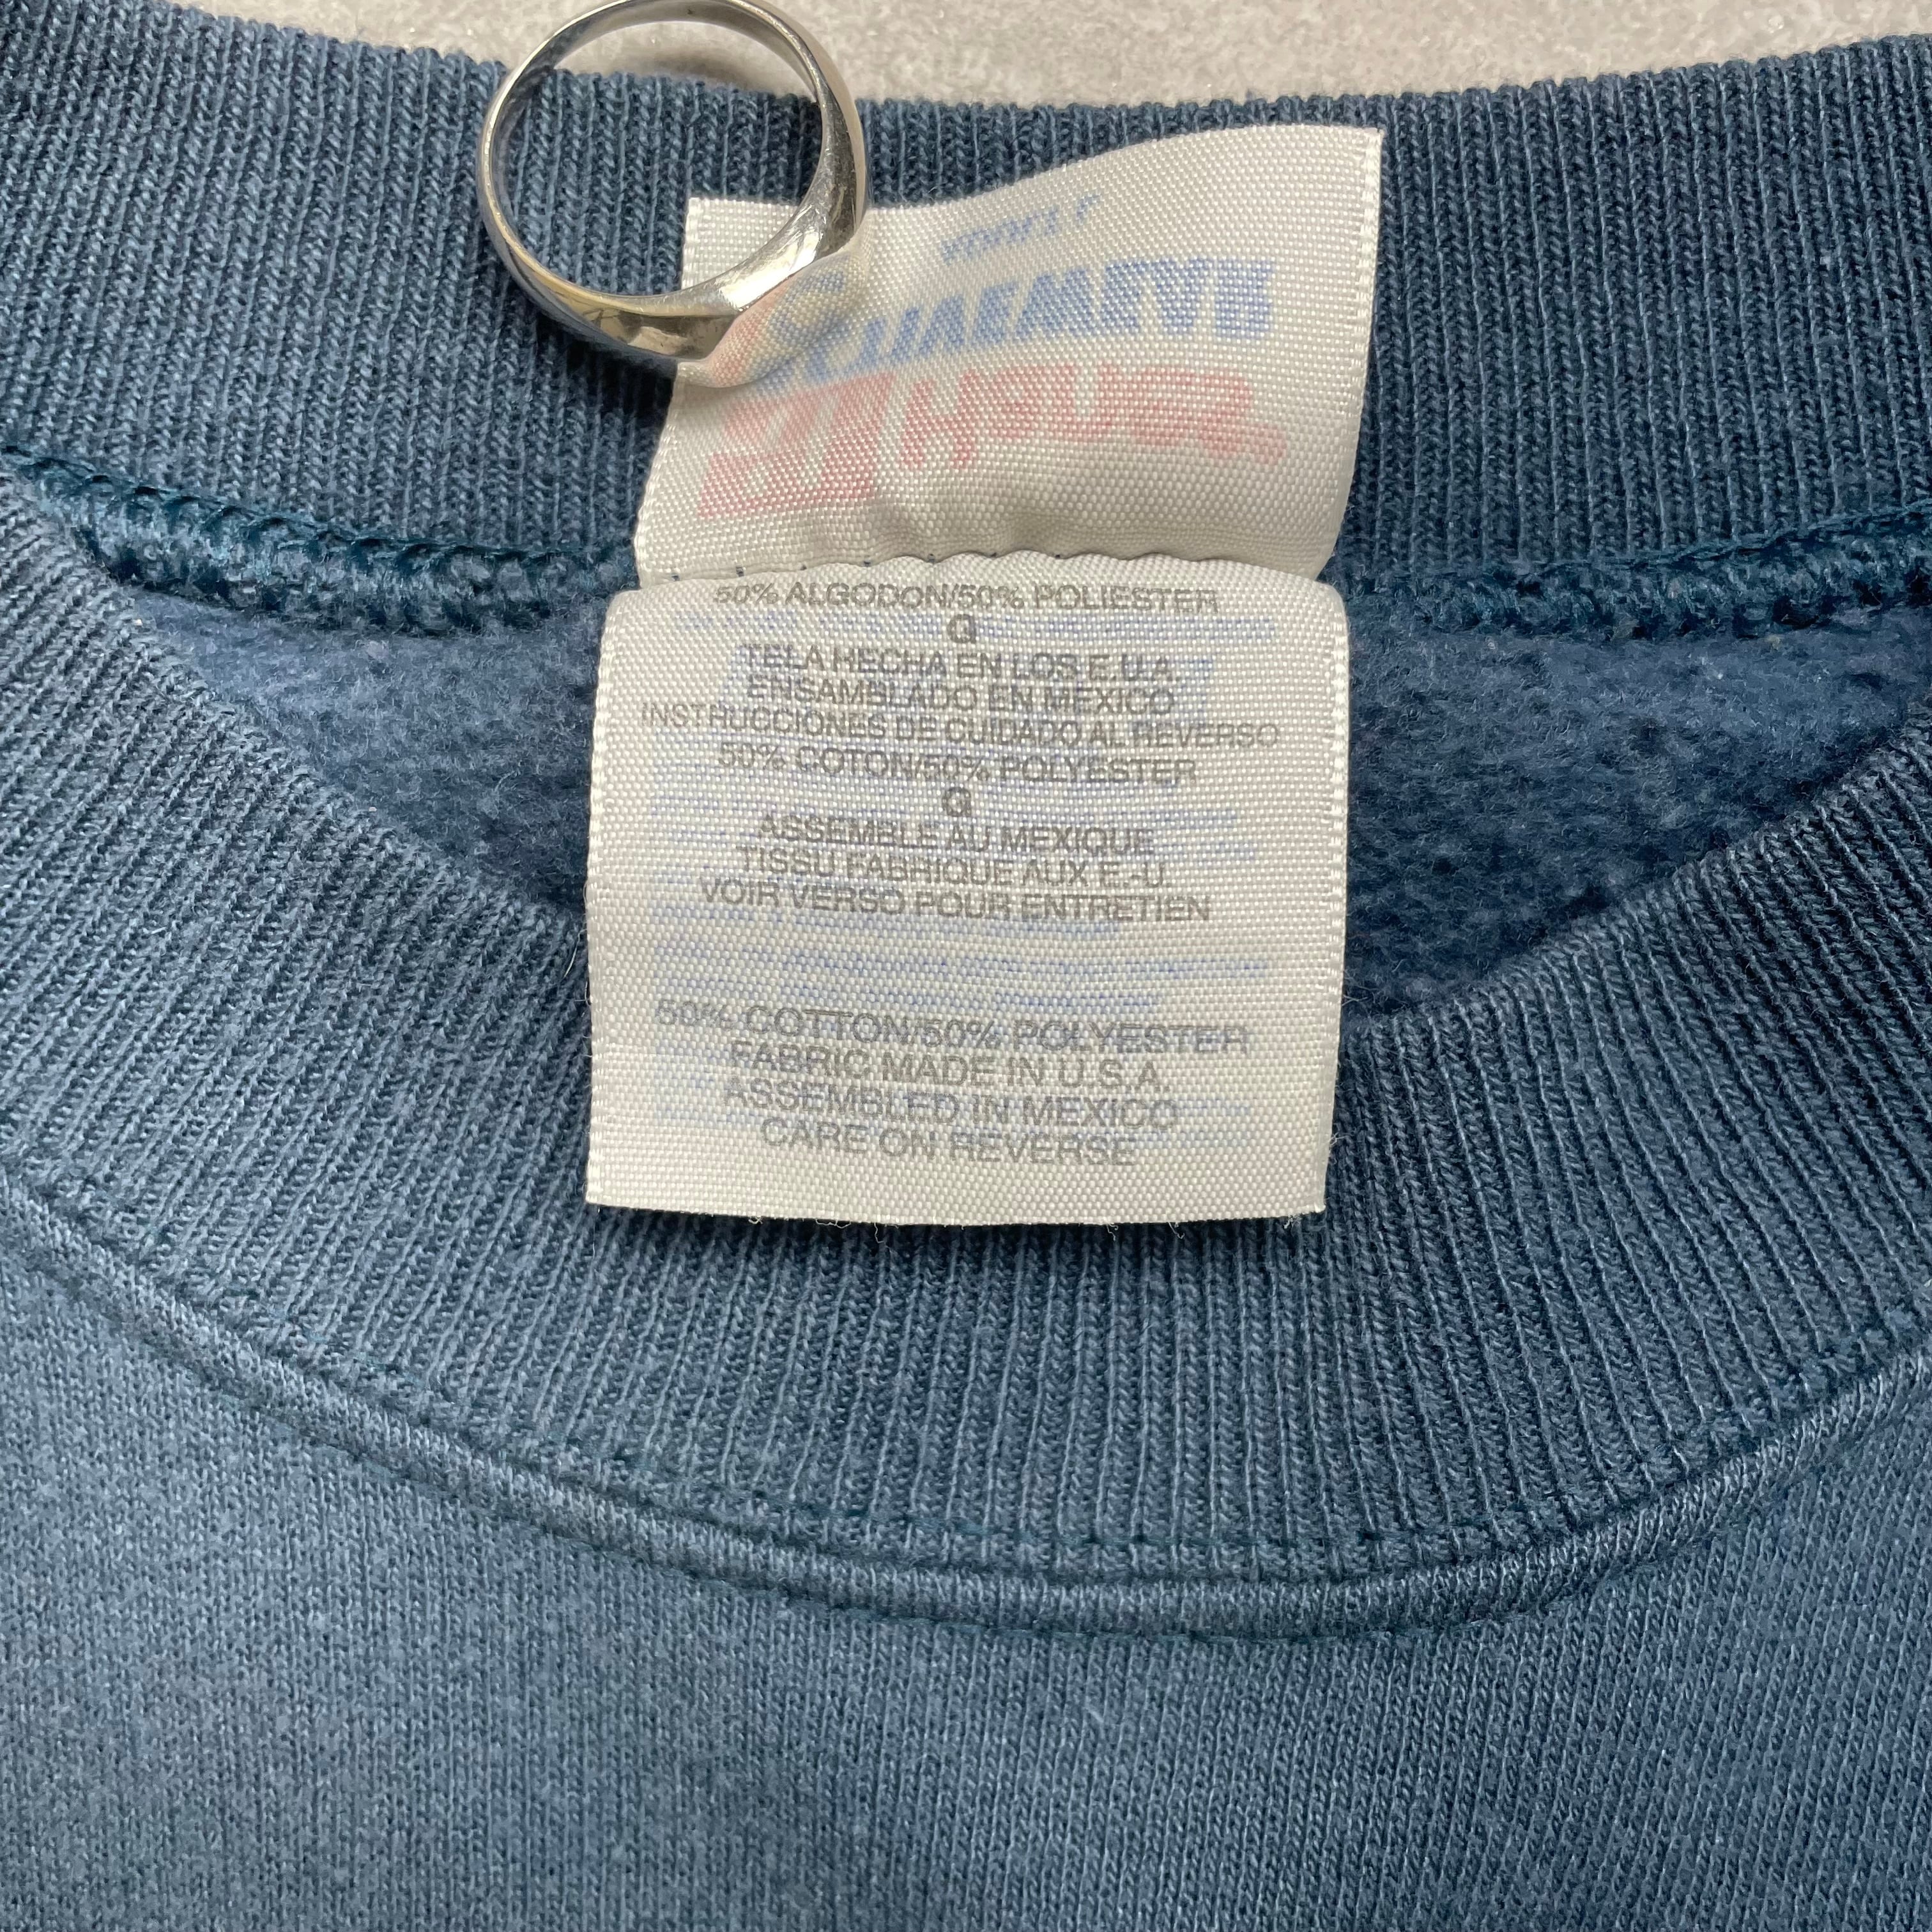 50% ALGODON/50% POLIESTER
G
TELA HECHA EN LOS E.U.A.
ENSAMBLADO EN MEXICO
INSTRUCCIONES DE CUIDADO AL REVERSO
50% COTON/50% POLYESTER
G
ASSEMBLE AU MEXIQUE
TISSU FABRIQUE AUX E.-U.
VOIR VERSO POUR ENTRETIEN
50% COTTON/50% POLYESTER
FABRIC MADE IN U.S.A.
ASSEMBLED IN MEXICO
CARE ON REVERSE